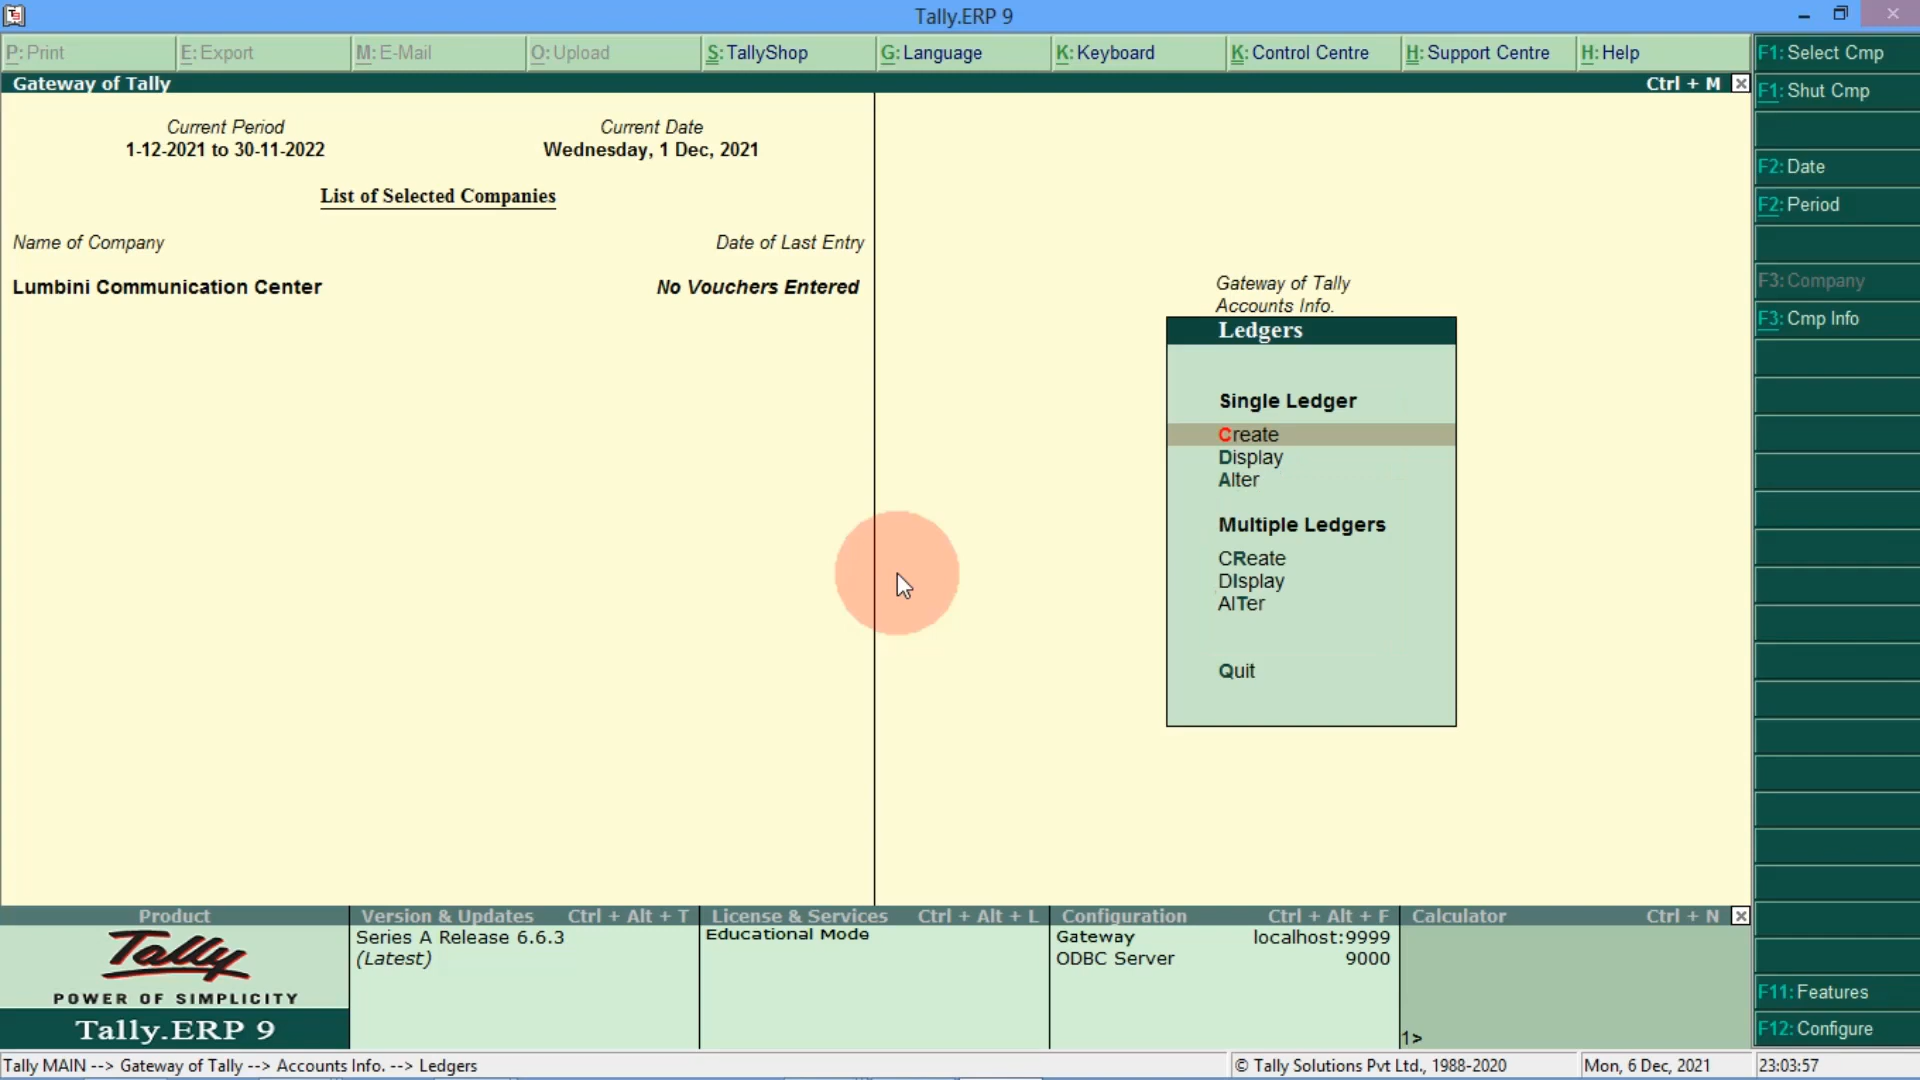 Tally.ERP 9
P: Print
E: Export
M: E-Mail
O: Upload
S: TallyShop
G: Language
K: Keyboard
K: Control Centre
H: Support Centre
H: Help
Gateway of Tally
Ctrl + M
Current Period
Current Date
1-12-2021 to 30-11-2022
Wednesday, 1 Dec, 2021
List of Selected Companies
Name of Company
Date of Last Entry
Lumbini Communication Center
No Vouchers Entered
Gateway of Tally
Accounts Info.
Ledgers
Single Ledger
Create
Display
Alter
Multiple Ledgers
CReate
DIsplay
AlTer
Quit
F1: Select Cmp
F1: Shut Cmp
F2: Date
F2: Period
F3: Company
F3: Cmp Info
F11: Features
F12: Configure
Product
Tally
POWER OF SIMPLICITY
Tally.ERP 9
Version & Updates Ctrl + Alt + T
Series A Release 6.6.3
(Latest)
License & Services Ctrl + Alt + L
Educational Mode
Configuration Ctrl + Alt + F
Gateway localhost:9999
ODBC Server 9000
Calculator Ctrl + N
1>
Tally MAIN --> Gateway of Tally --> Accounts Info. --> Ledgers
© Tally Solutions Pvt Ltd., 1988-2020
Mon, 6 Dec, 2021
23:03:57